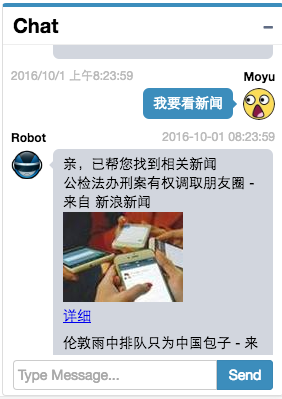 Chat
2016/10/1 上午8:23:59
Moyu
我要看新闻
Robot
2016-10-01 08:23:59
亲，已帮您找到相关新闻
公检法办刑案有权调取朋友圈 -
来自 新浪新闻
详细
伦敦雨中排队只为中国包子 - 来
Type Message...
Send